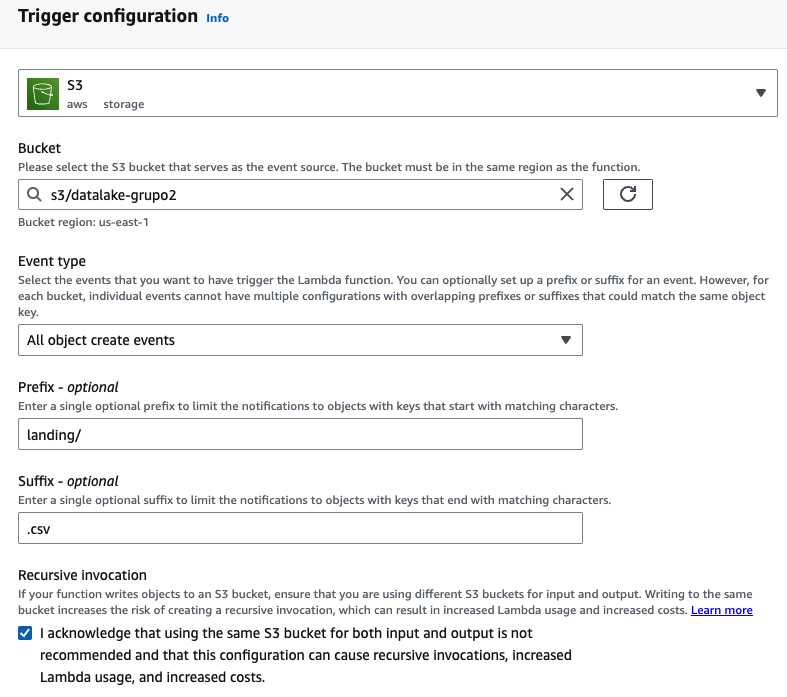 Trigger configuration Info
S3
aws storage
Bucket
Please select the S3 bucket that serves as the event source. The bucket must be in the same region as the function.
s3/datalake-grupo2
Bucket region: us-east-1
Event type
Select the events that you want to have trigger the Lambda function. You can optionally set up a prefix or suffix for an event. However, for
each bucket, individual events cannot have multiple configurations with overlapping prefixes or suffixes that could match the same object
key.
All object create events
Prefix - optional
Enter a single optional prefix to limit the notifications to objects with keys that start with matching characters.
landing/
Suffix - optional
Enter a single optional suffix to limit the notifications to objects with keys that end with matching characters.
.csv
Recursive invocation
If your function writes objects to an S3 bucket, ensure that you are using different S3 buckets for input and output. Writing to the same
bucket increases the risk of creating a recursive invocation, which can result in increased Lambda usage and increased costs. Learn more
I acknowledge that using the same S3 bucket for both input and output is not
recommended and that this configuration can cause recursive invocations, increased
Lambda usage, and increased costs.